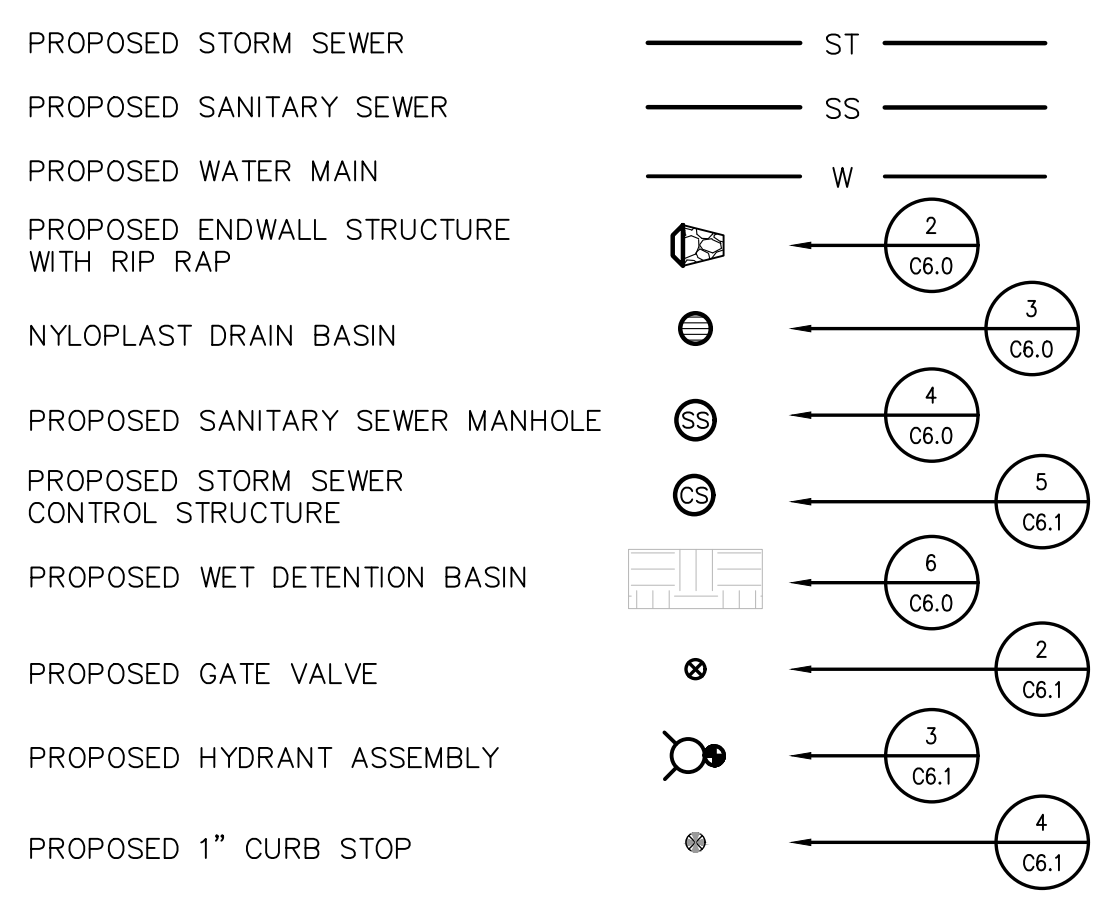 PROPOSED STORM SEWER ST
PROPOSED SANITARY SEWER SS
PROPOSED WATER MAIN W
PROPOSED ENDWALL STRUCTURE
WITH RIP RAP
2
C6.0
NYLOPLAST DRAIN BASIN
3
C6.0
PROPOSED SANITARY SEWER MANHOLE SS
4
C6.0
PROPOSED STORM SEWER
CONTROL STRUCTURE
CS
5
C6.1
PROPOSED WET DETENTION BASIN
6
C6.0
PROPOSED GATE VALVE
2
C6.1
PROPOSED HYDRANT ASSEMBLY
3
C6.1
PROPOSED 1” CURB STOP
4
C6.1